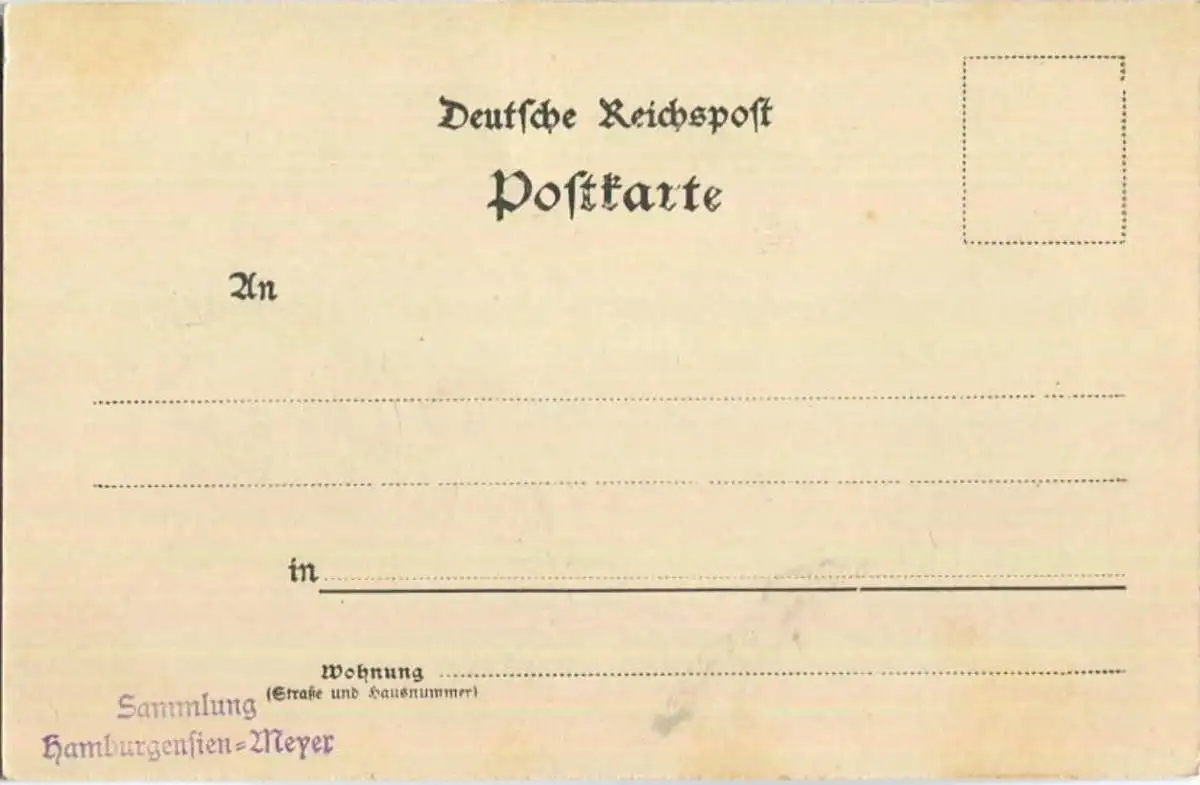 Deutſche Reichspoſt
Poſtkarte
An
in
Wohnung
(Straße und Hausnummer)
Sammlung
Hamburgenſien=Meyer